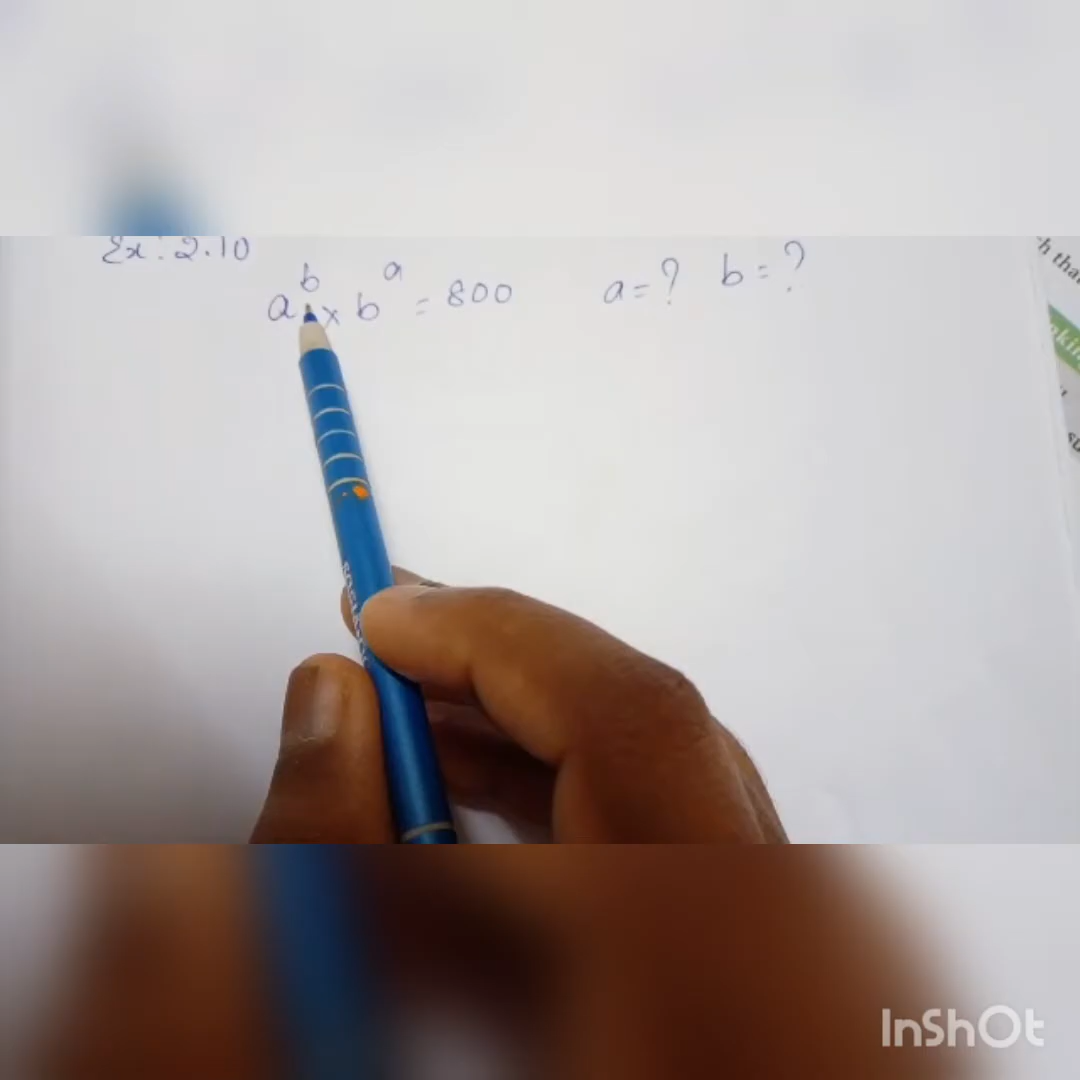 Ex: 2.10
a^b × b^a = 800 a = ? b = ?
InShOt